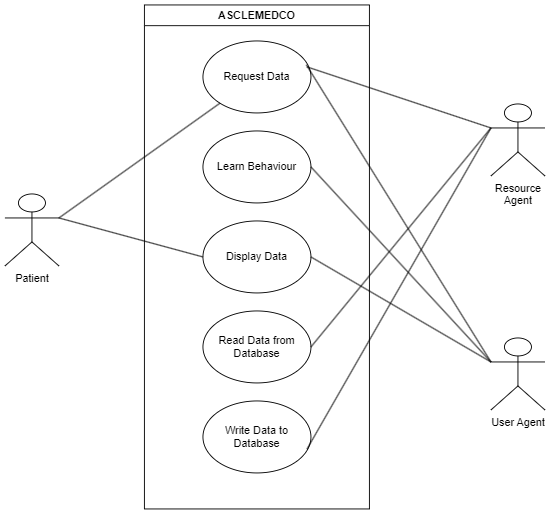 ASCLEMEDCO
Request Data
Learn Behaviour
Display Data
Read Data from
Database
Write Data to
Database
Patient
Resource
Agent
User Agent